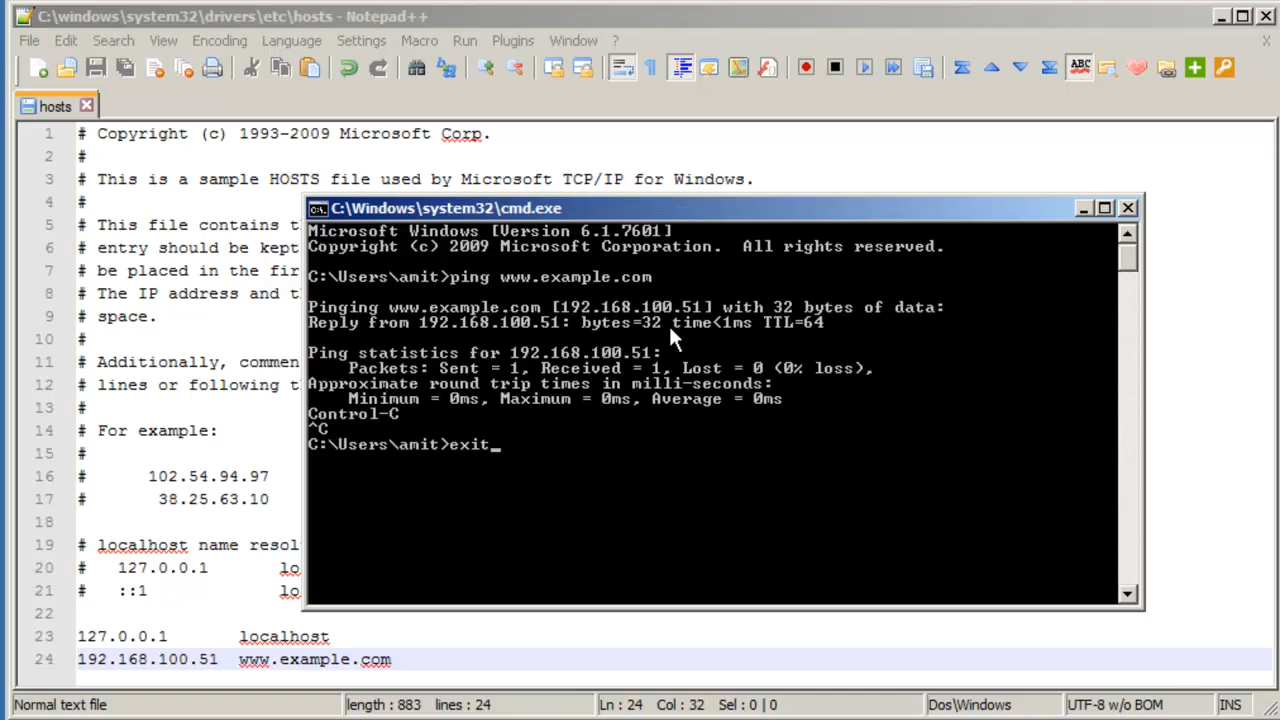 C:\windows\system32\drivers\etc\hosts - Notepad++
File Edit Search View Encoding Language Settings Macro Run Plugins Window ? X
hosts
1 # Copyright (c) 1993-2009 Microsoft Corp.
2 #
3 # This is a sample HOSTS file used by Microsoft TCP/IP for Windows.
4 #
5 # This file contains t
6 # entry should be kept
7 # be placed in the fir
8 # The IP address and t
9 # space.
10 #
11 # Additionally, commen
12 # lines or following t
13 #
14 # For example:
15 #
16 # 102.54.94.97
17 # 38.25.63.10
18
19 # localhost name resol
20 # 127.0.0.1 lo
21 # ::1 lo
22
23 127.0.0.1 localhost
24 192.168.100.51 www.example.com
C:\Windows\system32\cmd.exe
Microsoft Windows [Version 6.1.7601]
Copyright (c) 2009 Microsoft Corporation. All rights reserved.
C:\Users\amit>ping www.example.com
Pinging www.example.com [192.168.100.51] with 32 bytes of data:
Reply from 192.168.100.51: bytes=32 time<1ms TTL=64
Ping statistics for 192.168.100.51:
Packets: Sent = 1, Received = 1, Lost = 0 (0% loss),
Approximate round trip times in milli-seconds:
Minimum = 0ms, Maximum = 0ms, Average = 0ms
Control-C
^C
C:\Users\amit>exit_
Normal text file length : 883 lines : 24 Ln : 24 Col : 32 Sel : 0 | 0 Dos\Windows UTF-8 w/o BOM INS